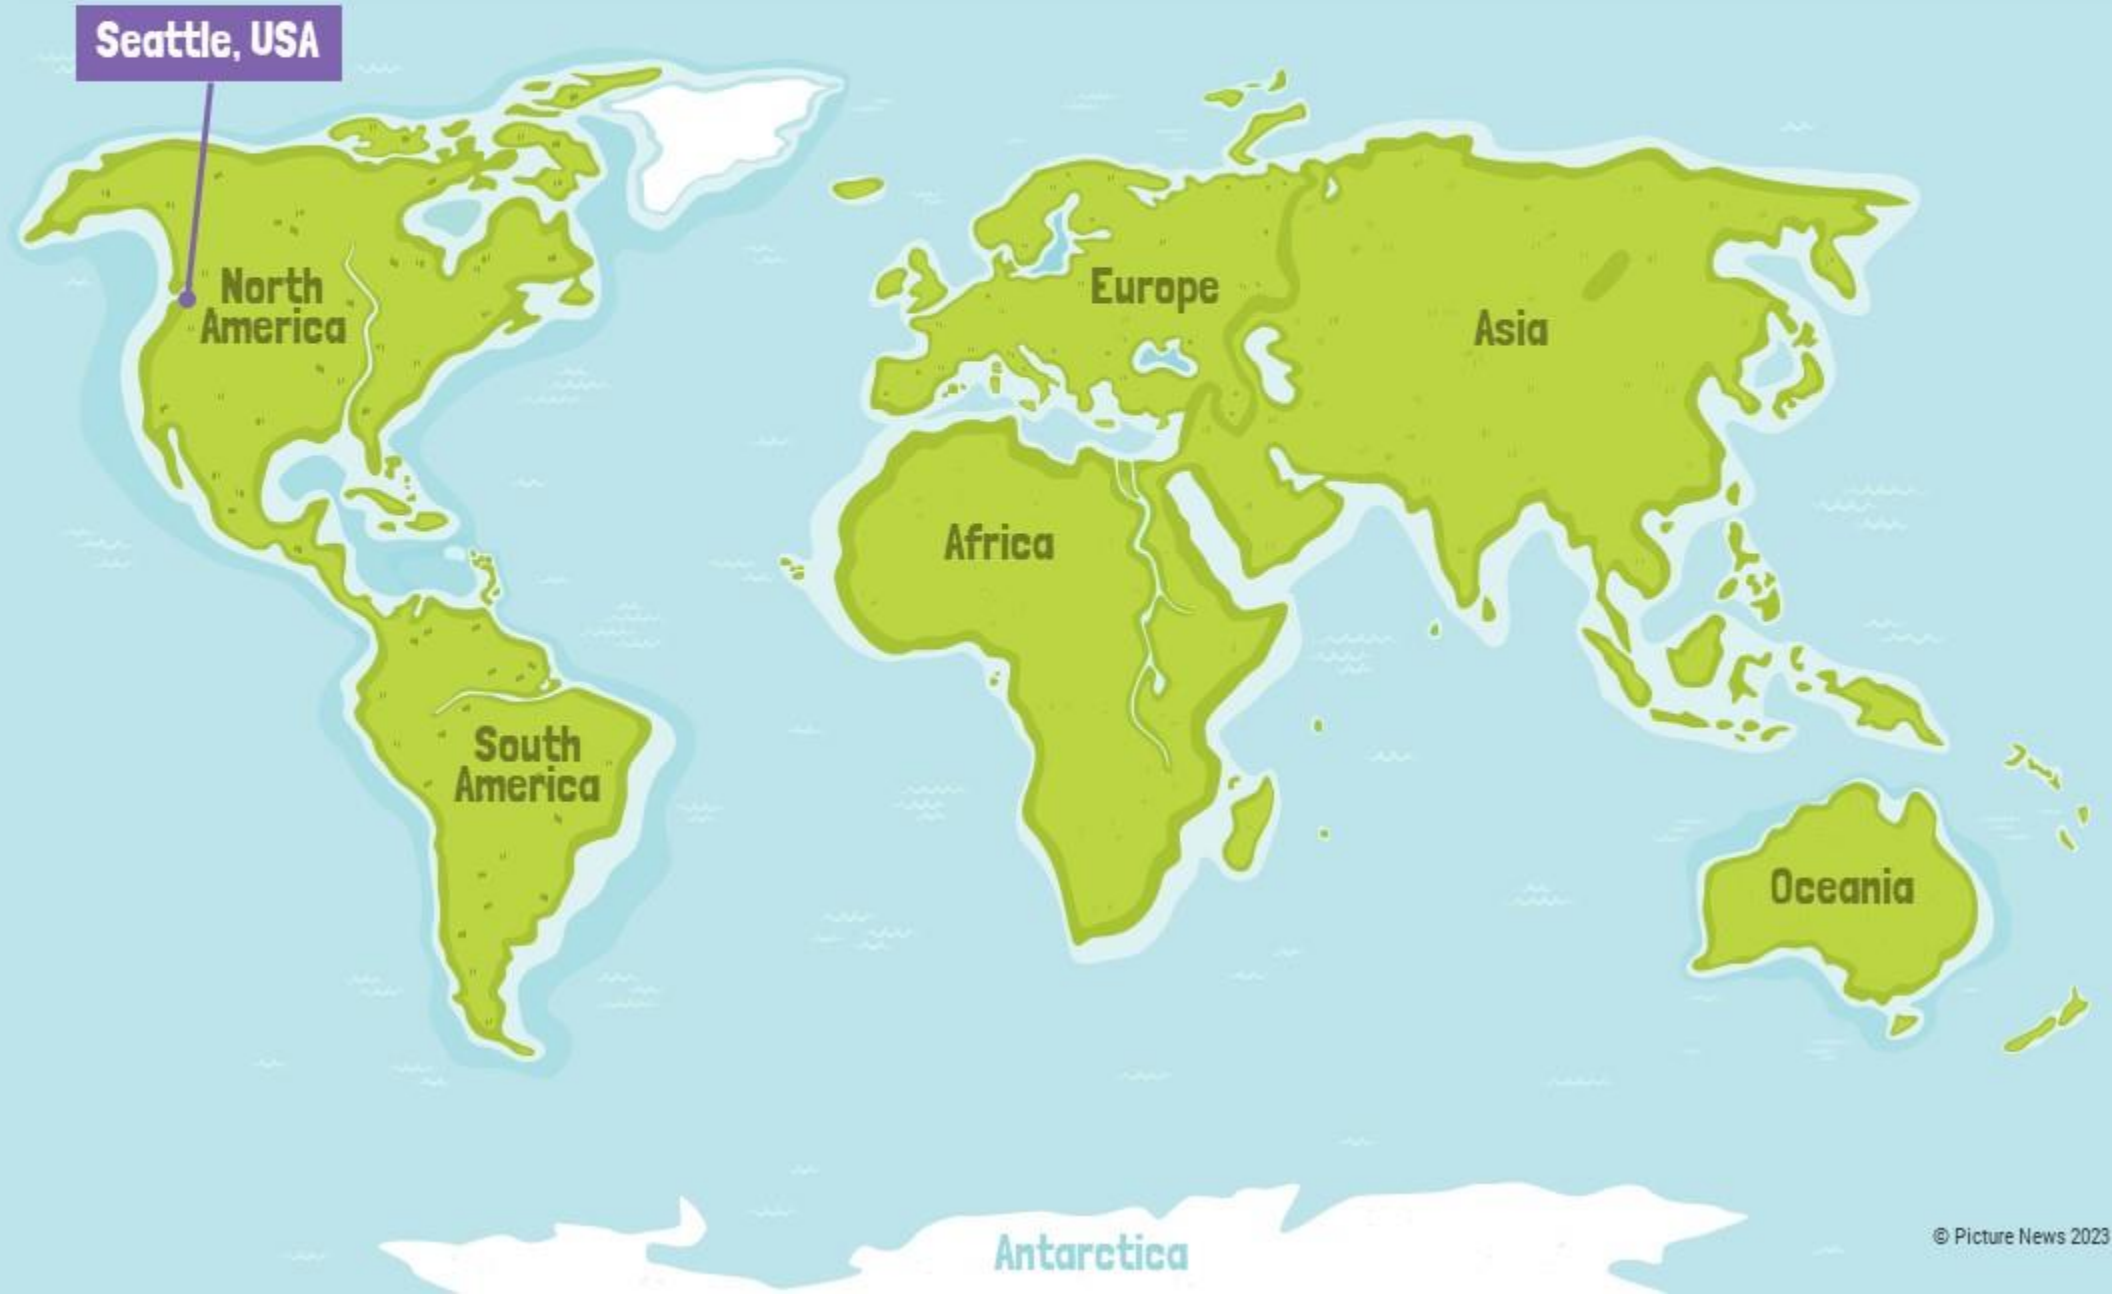 Seattle, USA
North
America
Europe
Asia
Africa
South
America
Oceania
Antarctica
© Picture News 2023